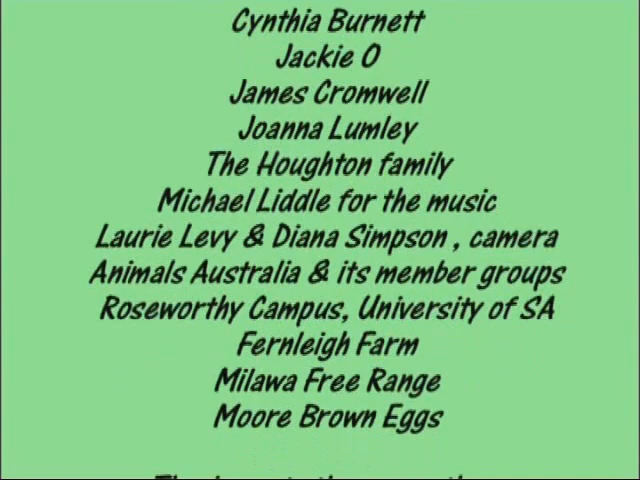 Cynthia Burnett
Jackie O
James Cromwell
Joanna Lumley
The Houghton family
Michael Liddle for the music
Laurie Levy & Diana Simpson , camera
Animals Australia & its member groups
Roseworthy Campus, University of SA
Fernleigh Farm
Milawa Free Range
Moore Brown Eggs